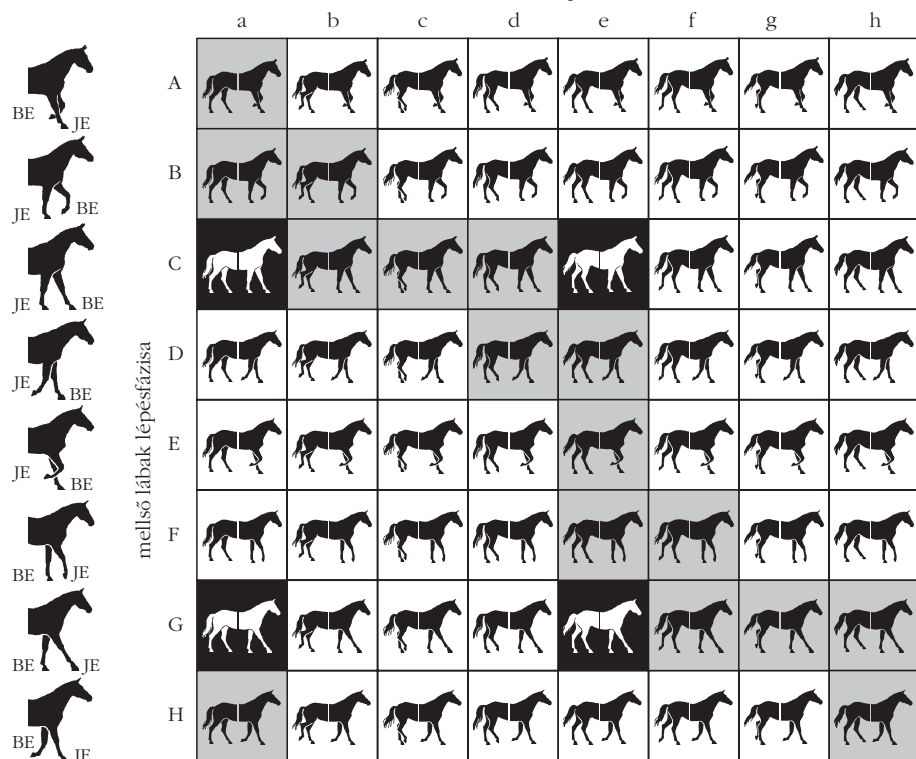 a b c d e f g h
A
BE JE
B
JE BE
C
JE BE
mellső lábak lépésfázisa
D
JE BE
E
JE BE
F
BE JE
G
BE JE
H
BE JE